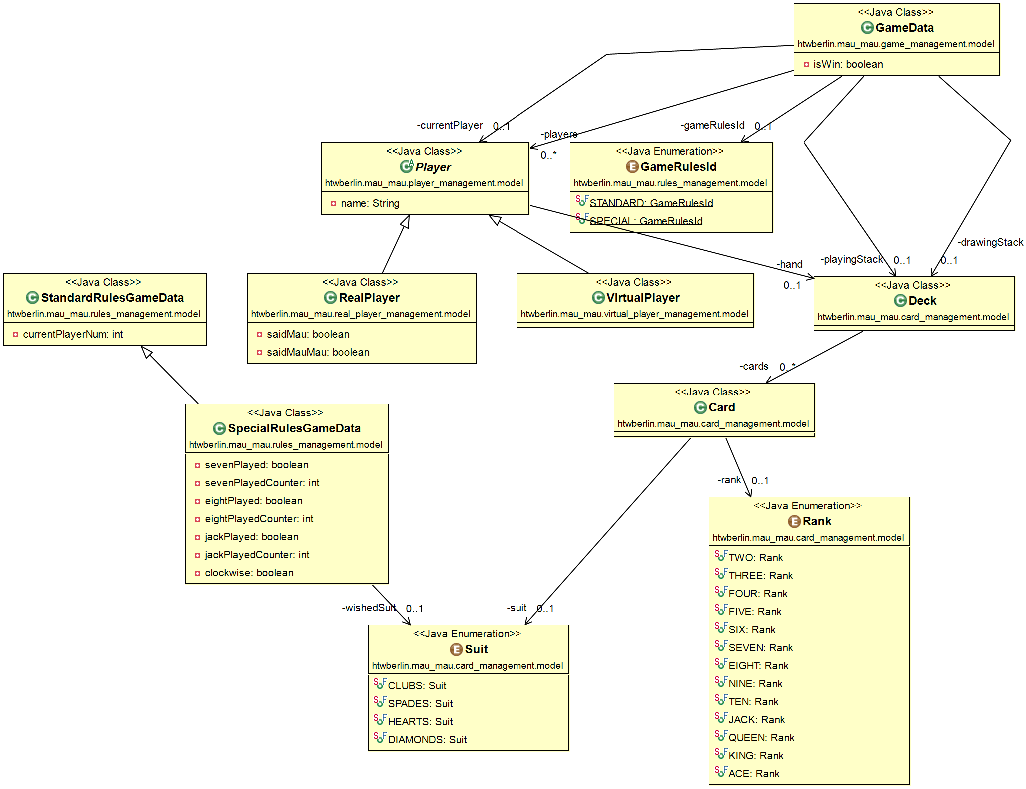 <<Java Class>>
GameData
htwberlin.mau_mau.game_management.model
isWin: boolean
-currentPlayer 0..1
-players
0..*
-gameRulesId 0..1
<<Java Class>>
Player
htwberlin.mau_mau.player_management.model
name: String
<<Java Enumeration>>
GameRulesId
htwberlin.mau_mau.rules_management.model
STANDARD: GameRulesId
SPECIAL: GameRulesId
-hand
0..1
-playingStack 0..1
-drawingStack
0..1
<<Java Class>>
StandardRulesGameData
htwberlin.mau_mau.rules_management.model
currentPlayerNum: int
<<Java Class>>
RealPlayer
htwberlin.mau_mau.real_player_management.model
saidMau: boolean
saidMauMau: boolean
<<Java Class>>
VirtualPlayer
htwberlin.mau_mau.virtual_player_management.model
<<Java Class>>
Deck
htwberlin.mau_mau.card_management.model
-cards 0..*
<<Java Class>>
Card
htwberlin.mau_mau.card_management.model
<<Java Class>>
SpecialRulesGameData
htwberlin.mau_mau.rules_management.model
sevenPlayed: boolean
sevenPlayedCounter: int
eightPlayed: boolean
eightPlayedCounter: int
jackPlayed: boolean
jackPlayedCounter: int
clockwise: boolean
-rank 0..1
<<Java Enumeration>>
Rank
htwberlin.mau_mau.card_management.model
TWO: Rank
THREE: Rank
FOUR: Rank
FIVE: Rank
SIX: Rank
SEVEN: Rank
EIGHT: Rank
NINE: Rank
TEN: Rank
JACK: Rank
QUEEN: Rank
KING: Rank
ACE: Rank
-wishedSuit 0..1
-suit 0..1
<<Java Enumeration>>
Suit
htwberlin.mau_mau.card_management.model
CLUBS: Suit
SPADES: Suit
HEARTS: Suit
DIAMONDS: Suit